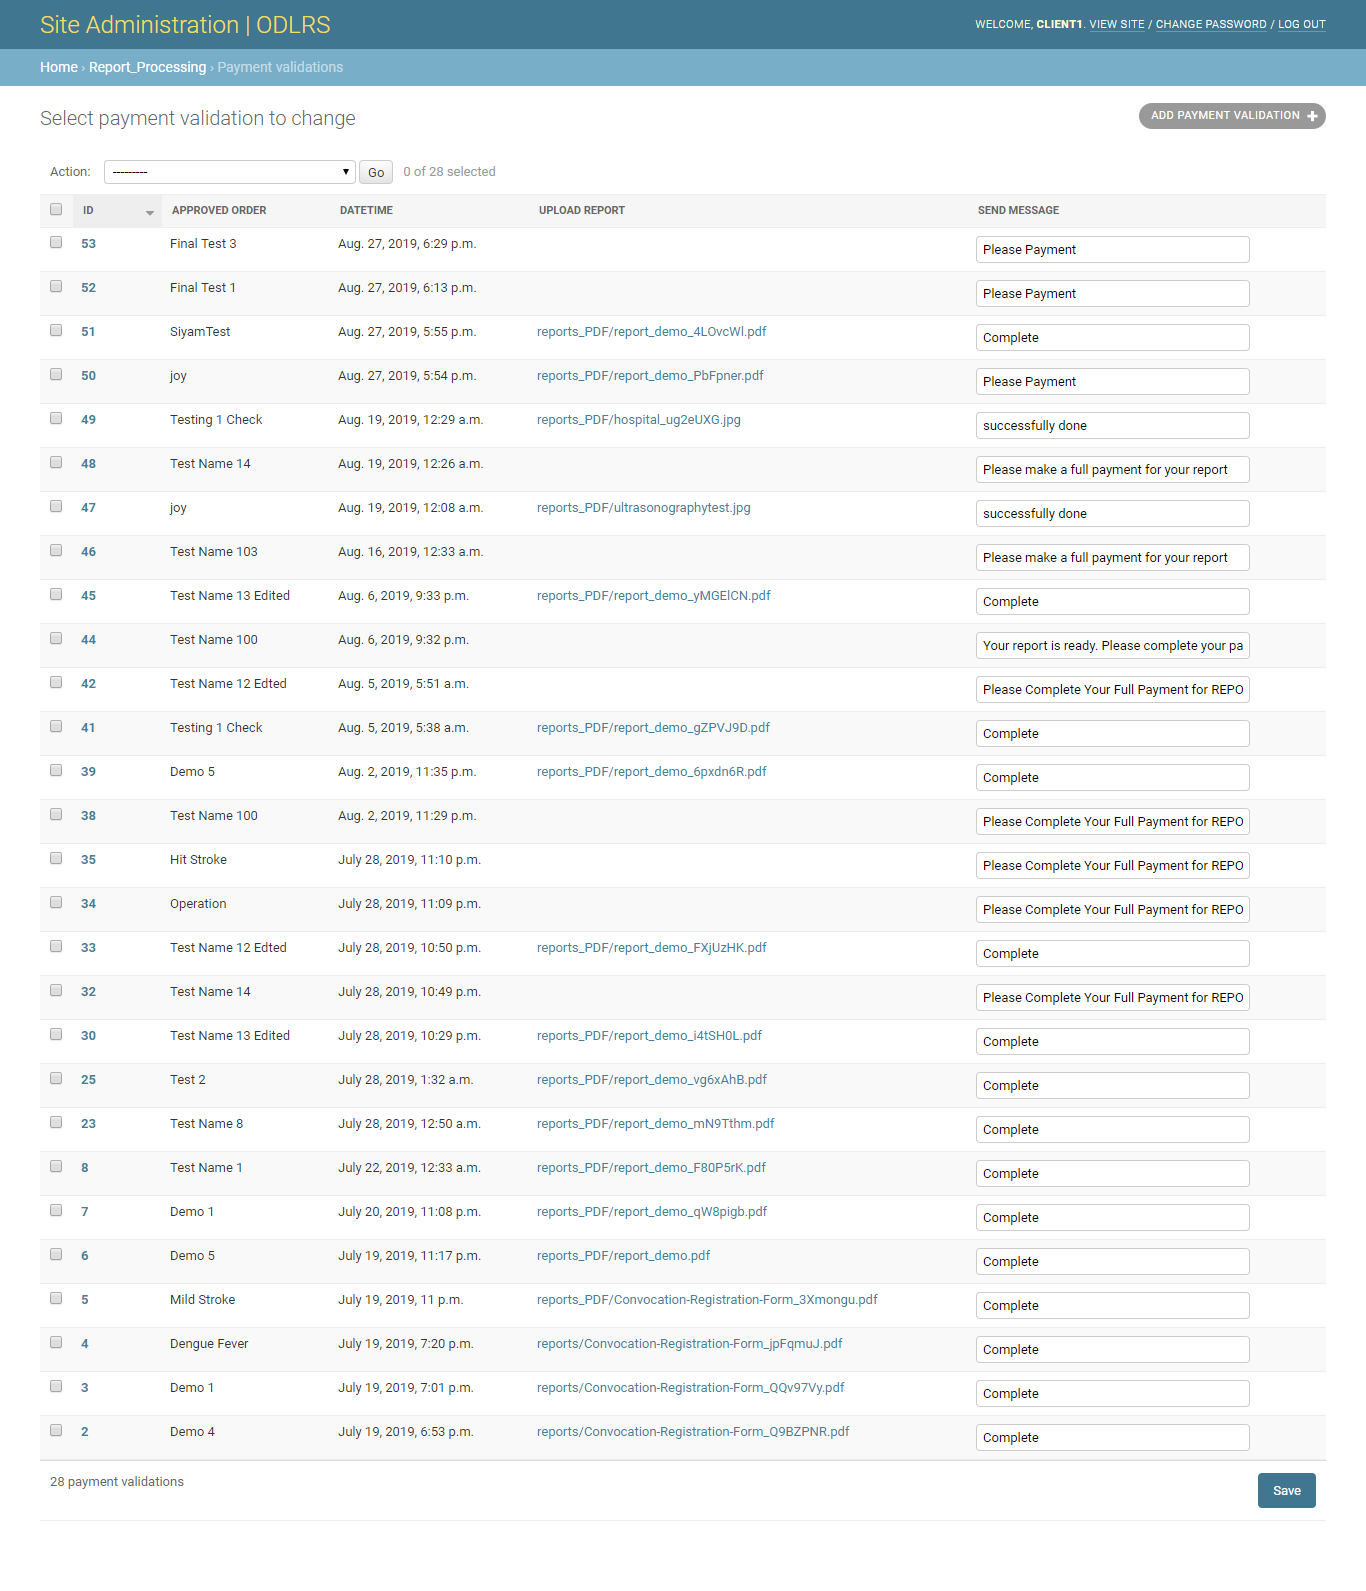 Site Administration | ODLRS
WELCOME, CLIENT1. VIEW SITE / CHANGE PASSWORD / LOG OUT
Home › Report_Processing › Payment validations
Select payment validation to change
ADD PAYMENT VALIDATION +
Action: --------- Go 0 of 28 selected
ID APPROVED ORDER DATETIME UPLOAD REPORT SEND MESSAGE
53 Final Test 3 Aug. 27, 2019, 6:29 p.m. Please Payment
52 Final Test 1 Aug. 27, 2019, 6:13 p.m. Please Payment
51 SiyamTest Aug. 27, 2019, 5:55 p.m. reports_PDF/report_demo_4LOvcWl.pdf Complete
50 joy Aug. 27, 2019, 5:54 p.m. reports_PDF/report_demo_PbFpner.pdf Please Payment
49 Testing 1 Check Aug. 19, 2019, 12:29 a.m. reports_PDF/hospital_ug2eUXG.jpg successfully done
48 Test Name 14 Aug. 19, 2019, 12:26 a.m. Please make a full payment for your report
47 joy Aug. 19, 2019, 12:08 a.m. reports_PDF/ultrasonographytest.jpg successfully done
46 Test Name 103 Aug. 16, 2019, 12:33 a.m. Please make a full payment for your report
45 Test Name 13 Edited Aug. 6, 2019, 9:33 p.m. reports_PDF/report_demo_yMGElCN.pdf Complete
44 Test Name 100 Aug. 6, 2019, 9:32 p.m. Your report is ready. Please complete your pa
42 Test Name 12 Edted Aug. 5, 2019, 5:51 a.m. Please Complete Your Full Payment for REPO
41 Testing 1 Check Aug. 5, 2019, 5:38 a.m. reports_PDF/report_demo_gZPVJ9D.pdf Complete
39 Demo 5 Aug. 2, 2019, 11:35 p.m. reports_PDF/report_demo_6pxdn6R.pdf Complete
38 Test Name 100 Aug. 2, 2019, 11:29 p.m. Please Complete Your Full Payment for REPO
35 Hit Stroke July 28, 2019, 11:10 p.m. Please Complete Your Full Payment for REPO
34 Operation July 28, 2019, 11:09 p.m. Please Complete Your Full Payment for REPO
33 Test Name 12 Edted July 28, 2019, 10:50 p.m. reports_PDF/report_demo_FXjUzHK.pdf Complete
32 Test Name 14 July 28, 2019, 10:49 p.m. Please Complete Your Full Payment for REPO
30 Test Name 13 Edited July 28, 2019, 10:29 p.m. reports_PDF/report_demo_i4tSH0L.pdf Complete
25 Test 2 July 28, 2019, 1:32 a.m. reports_PDF/report_demo_vg6xAhB.pdf Complete
23 Test Name 8 July 28, 2019, 12:50 a.m. reports_PDF/report_demo_mN9Tthm.pdf Complete
8 Test Name 1 July 22, 2019, 12:33 a.m. reports_PDF/report_demo_F80P5rK.pdf Complete
7 Demo 1 July 20, 2019, 11:08 p.m. reports_PDF/report_demo_qW8pigb.pdf Complete
6 Demo 5 July 19, 2019, 11:17 p.m. reports_PDF/report_demo.pdf Complete
5 Mild Stroke July 19, 2019, 11 p.m. reports_PDF/Convocation-Registration-Form_3Xmongu.pdf Complete
4 Dengue Fever July 19, 2019, 7:20 p.m. reports/Convocation-Registration-Form_jpFqmuJ.pdf Complete
3 Demo 1 July 19, 2019, 7:01 p.m. reports/Convocation-Registration-Form_QQv97Vy.pdf Complete
2 Demo 4 July 19, 2019, 6:53 p.m. reports/Convocation-Registration-Form_Q9BZPNR.pdf Complete
28 payment validations
Save